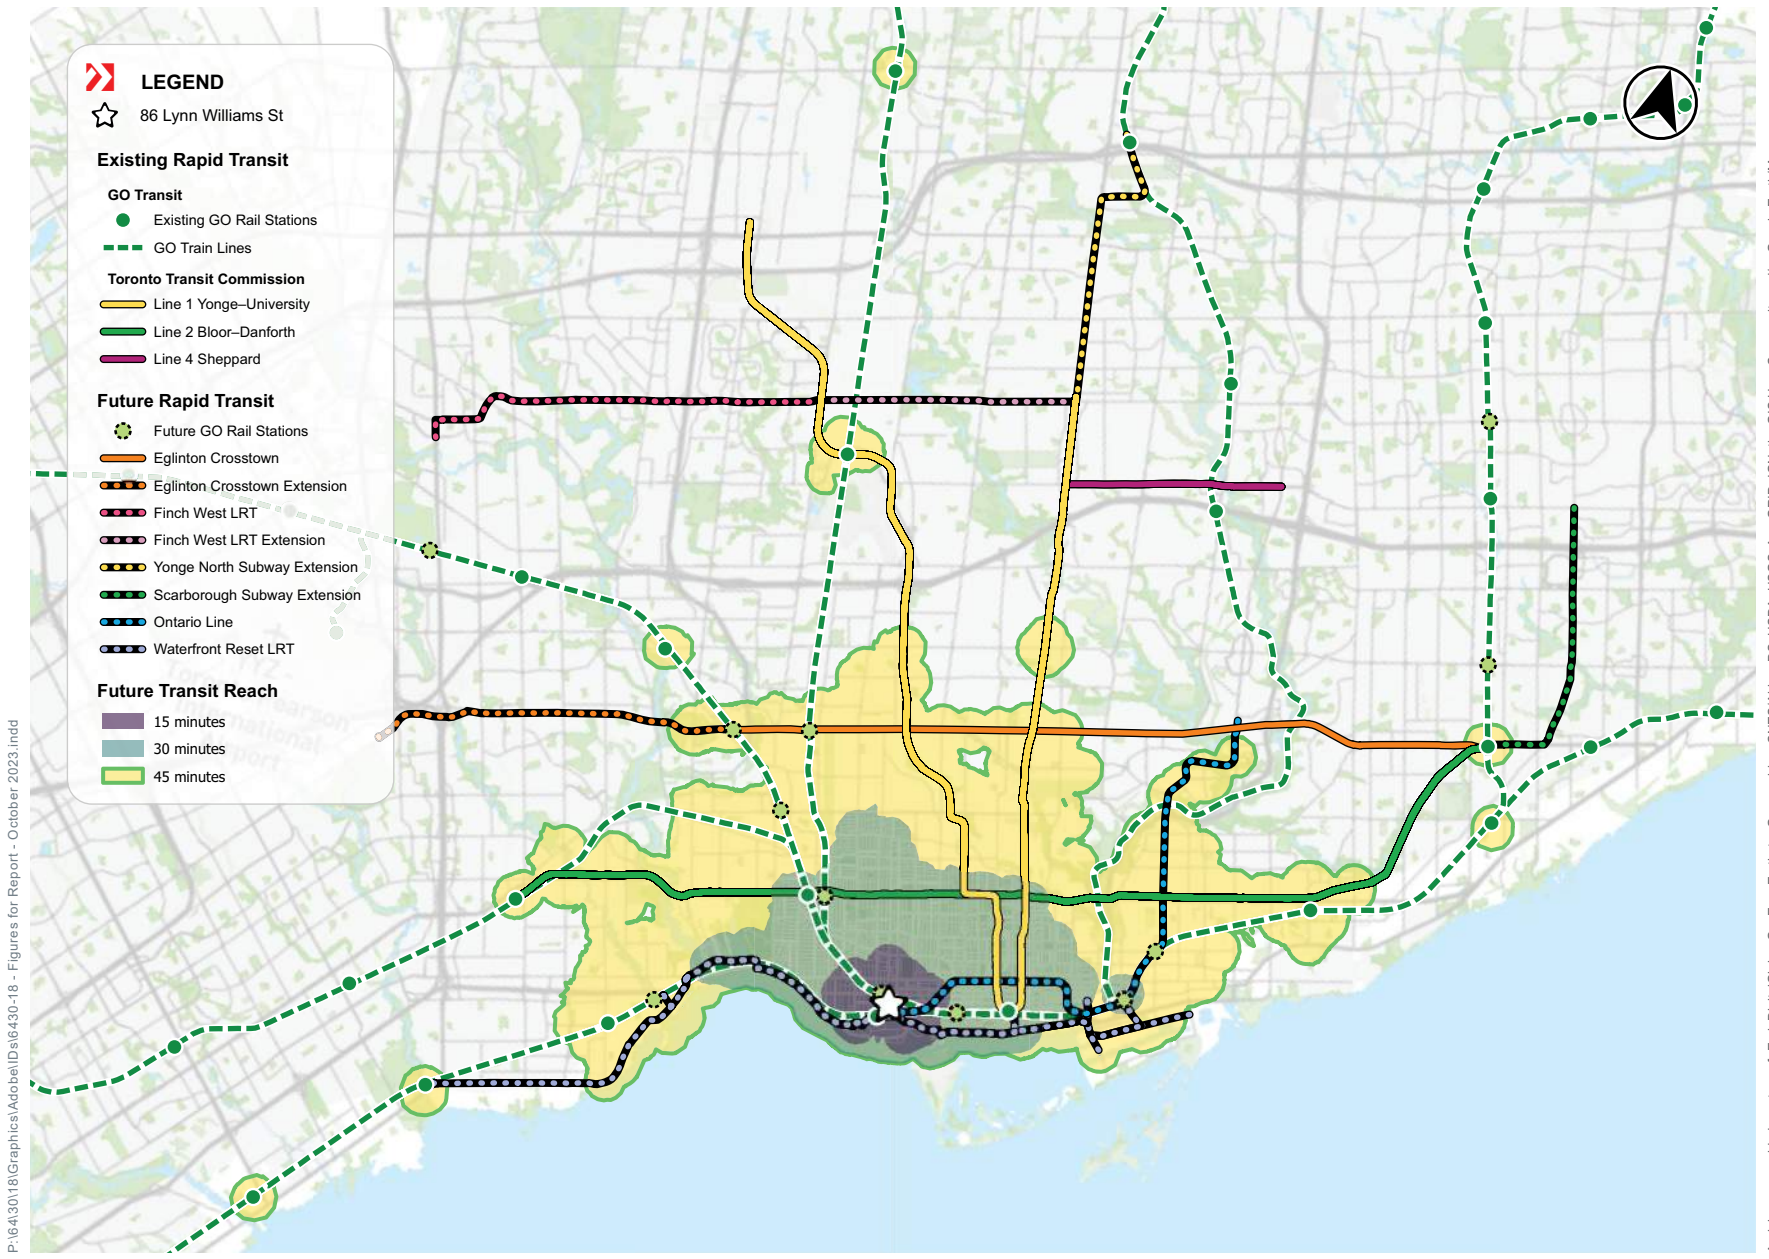 LEGEND
86 Lynn Williams St
Existing Rapid Transit
GO Transit
Existing GO Rail Stations
GO Train Lines
Toronto Transit Commission
Line 1 Yonge–University
Line 2 Bloor–Danforth
Line 4 Sheppard
Future Rapid Transit
Future GO Rail Stations
Eglinton Crosstown
Eglinton Crosstown Extension
Finch West LRT
Finch West LRT Extension
Yonge North Subway Extension
Scarborough Subway Extension
Ontario Line
Waterfront Reset LRT
Future Transit Reach
15 minutes
30 minutes
45 minutes
P:\64\30\18\Graphics\Adobe\IDs\6430-18 - Figures for Report - October 2023.indd